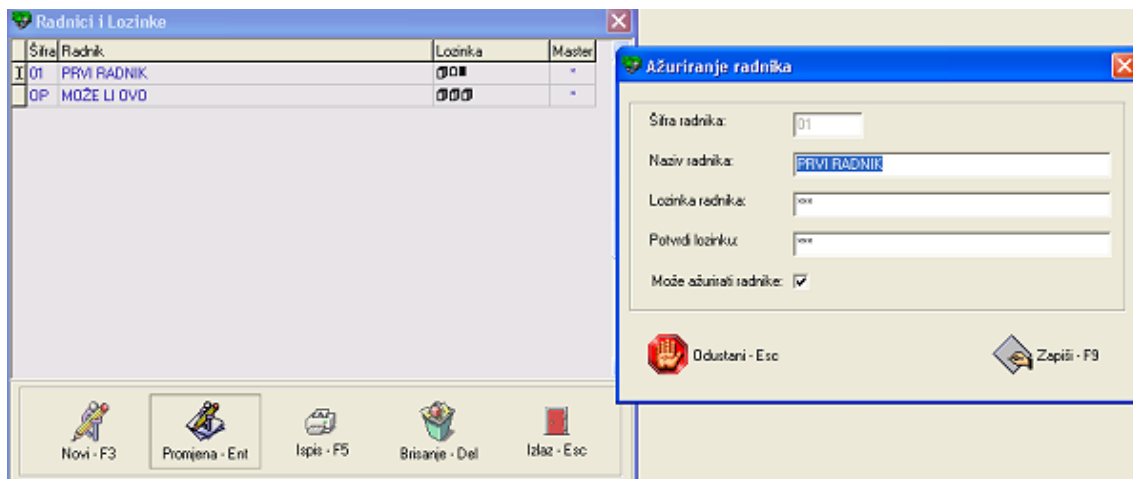 Radnici i Lozinke
Šifra Radnik Lozinka Master
01 PRVI RADNIK *
OP MOŽE LI OVO *
Novi - F3
Promjena - Ent
Ispis - F5
Brisanje - Del
Izlaz - Esc
Ažuriranje radnika
Šifra radnika: 01
Naziv radnika: PRVI RADNIK
Lozinka radnika: ***
Potvrdi lozinku: ***
Može ažurirati radnike:
Odustani - Esc
Zapiši - F9